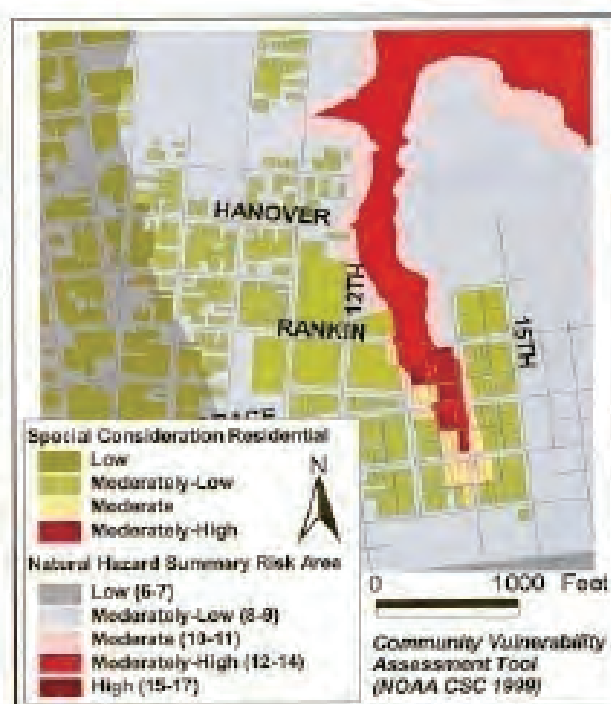 HANOVER
12TH
RANKIN
15TH
Special Consideration Residential
Low
Moderately-Low
Moderate
Moderately-High
N
Natural Hazard Summary Risk Area
Low (6-7)
Moderately-Low (8-9)
Moderate (10-11)
Moderately-High (12-14)
High (15-17)
0 1000 Feet
Community Vulnerability
Assessment Tool
(NOAA CSC 1999)